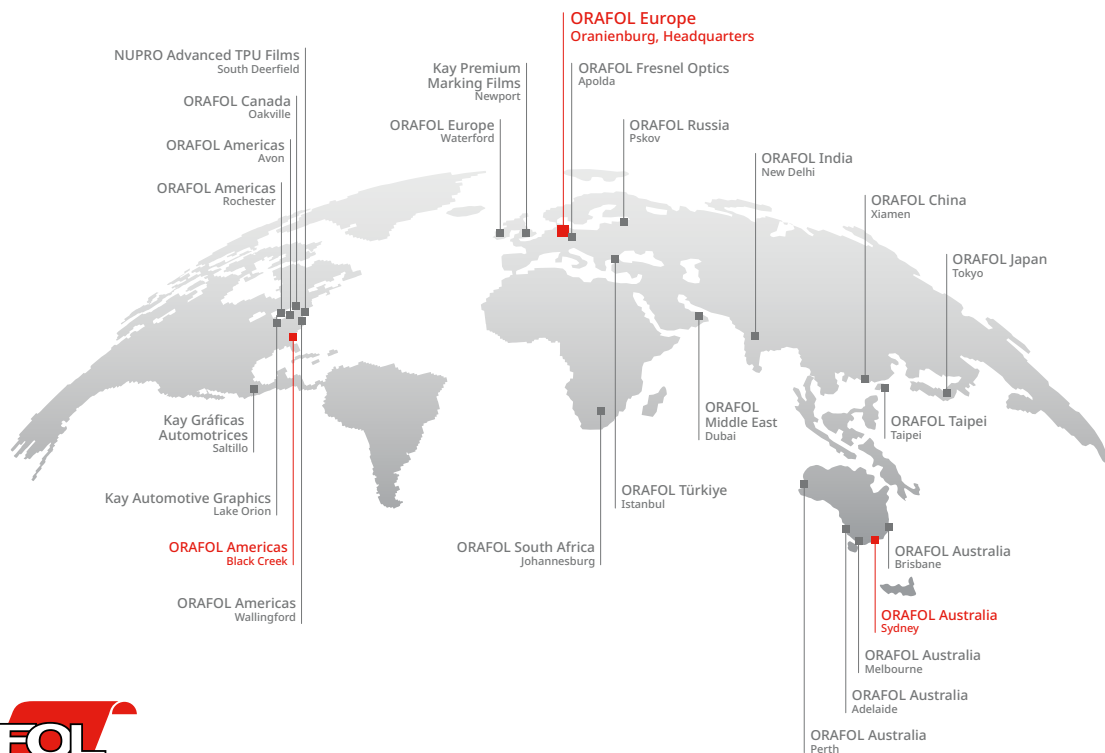 ORAFOL Europe
Oranienburg, Headquarters
NUPRO Advanced TPU Films
South Deerfield
Kay Premium
Marking Films
Newport
ORAFOL Fresnel Optics
Apolda
ORAFOL Canada
Oakville
ORAFOL Europe
Waterford
ORAFOL Russia
Pskov
ORAFOL Americas
Avon
ORAFOL India
New Delhi
ORAFOL Americas
Rochester
ORAFOL China
Xiamen
ORAFOL Japan
Tokyo
Kay Gráficas
Automotrices
Saltillo
ORAFOL
Middle East
Dubai
ORAFOL Taipei
Taipei
Kay Automotive Graphics
Lake Orion
ORAFOL Türkiye
Istanbul
ORAFOL Americas
Black Creek
ORAFOL South Africa
Johannesburg
ORAFOL Australia
Brisbane
ORAFOL Americas
Wallingford
ORAFOL Australia
Sydney
ORAFOL Australia
Melbourne
ORAFOL Australia
Adelaide
ORAFOL Australia
Perth
FOL